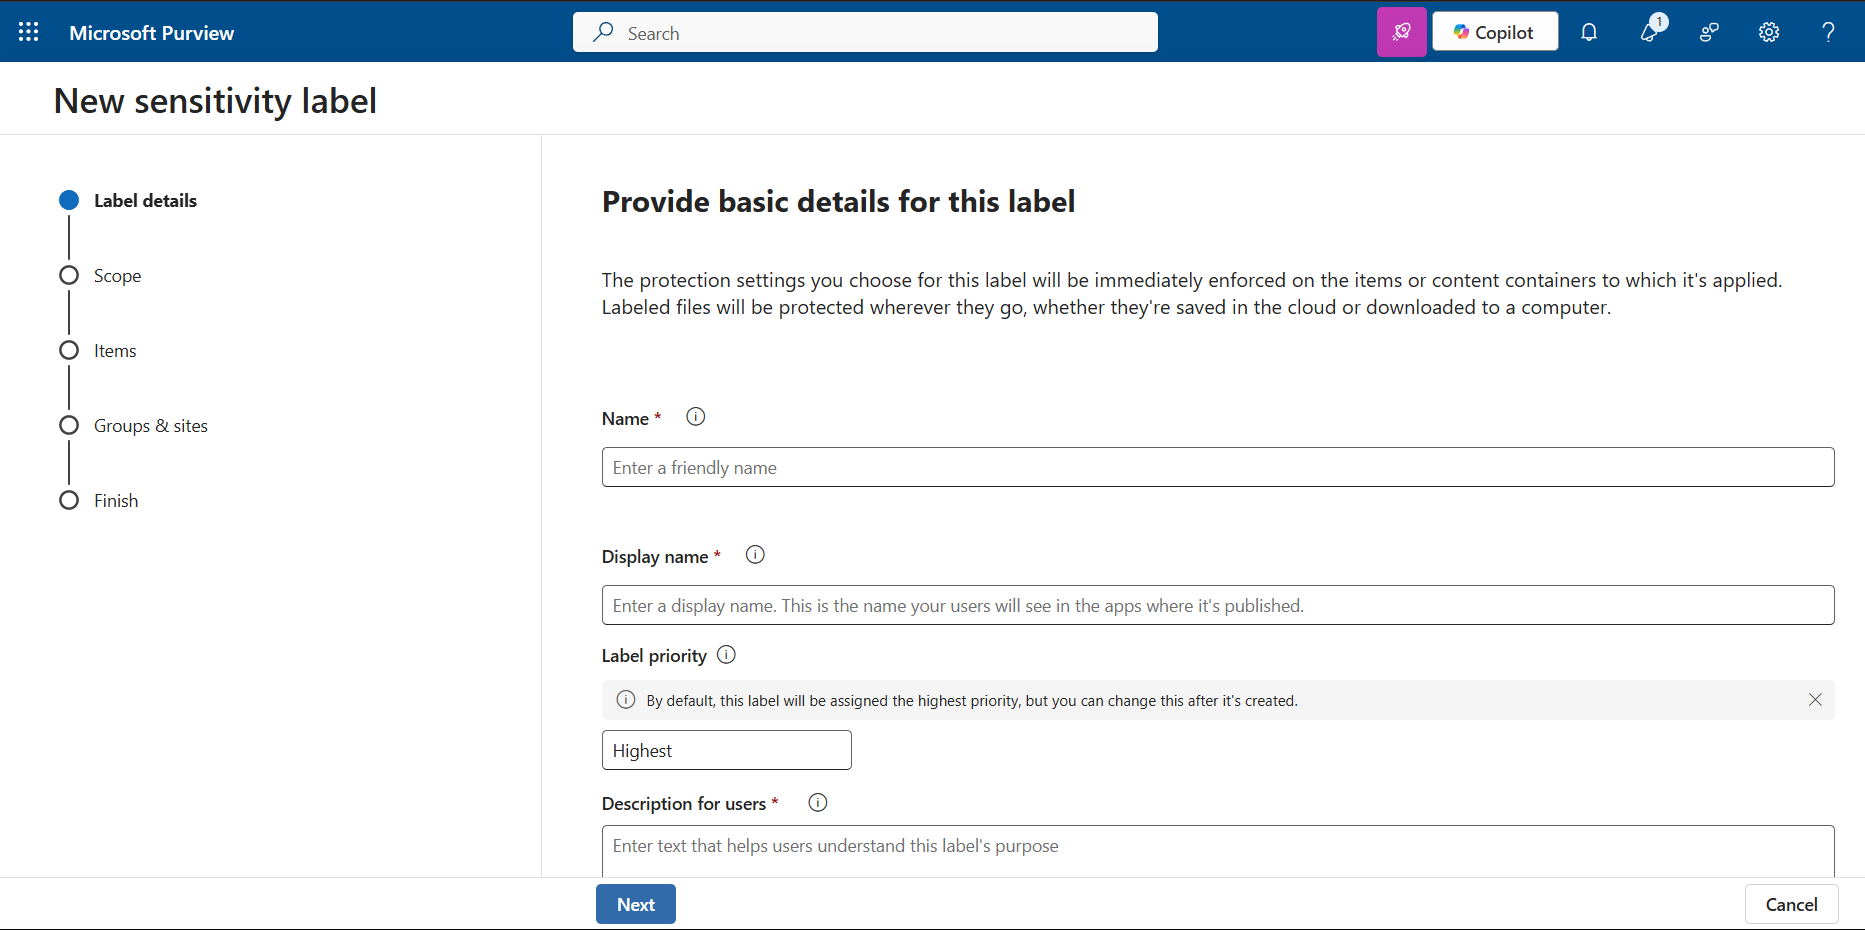 Microsoft Purview
Search
Copilot
1
?
New sensitivity label
Label details
Scope
Items
Groups & sites
Finish
Provide basic details for this label
The protection settings you choose for this label will be immediately enforced on the items or content containers to which it's applied.
Labeled files will be protected wherever they go, whether they're saved in the cloud or downloaded to a computer.
Name *
Enter a friendly name
Display name *
Enter a display name. This is the name your users will see in the apps where it's published.
Label priority
By default, this label will be assigned the highest priority, but you can change this after it's created.
Highest
Description for users *
Enter text that helps users understand this label's purpose
Next
Cancel